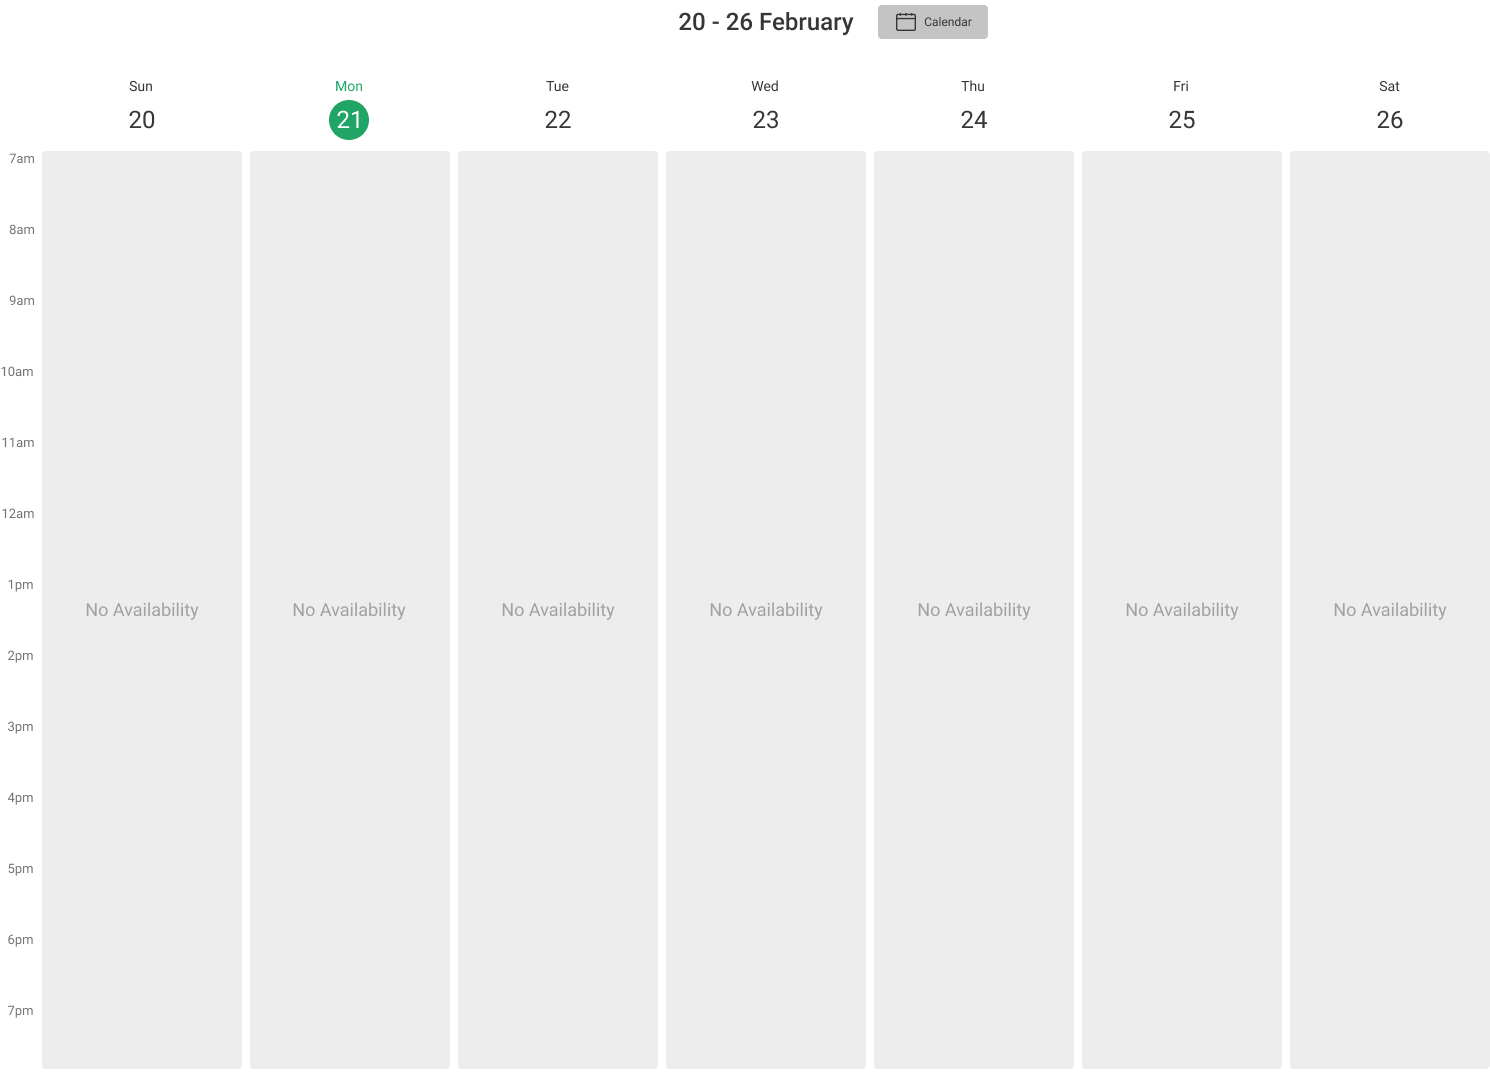 20 - 26 February
Calendar
Sun Mon Tue Wed Thu Fri Sat
20 21 22 23 24 25 26
7am
8am
9am
10am
11am
12am
1pm
No Availability No Availability No Availability No Availability No Availability No Availability No Availability
2pm
3pm
4pm
5pm
6pm
7pm